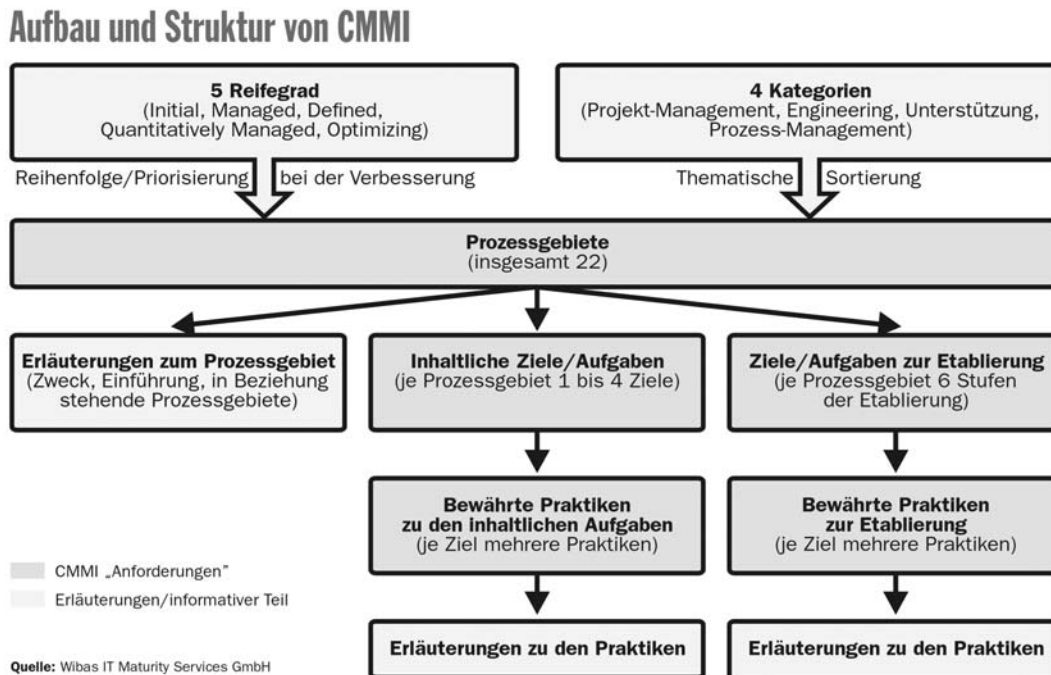 Aufbau und Struktur von CMMI
5 Reifegrad
(Initial, Managed, Defined,
Quantitatively Managed, Optimizing)
4 Kategorien
(Projekt-Management, Engineering, Unterstützung,
Prozess-Management)
Reihenfolge/Priorisierung bei der Verbesserung
Thematische Sortierung
Prozessgebiete
(insgesamt 22)
Erläuterungen zum Prozessgebiet
(Zweck, Einführung, in Beziehung
stehende Prozessgebiete)
Inhaltliche Ziele/Aufgaben
(je Prozessgebiet 1 bis 4 Ziele)
Ziele/Aufgaben zur Etablierung
(je Prozessgebiet 6 Stufen
der Etablierung)
Bewährte Praktiken
zu den inhaltlichen Aufgaben
(je Ziel mehrere Praktiken)
Bewährte Praktiken
zur Etablierung
(je Ziel mehrere Praktiken)
CMMI „Anforderungen”
Erläuterungen/informativer Teil
Erläuterungen zu den Praktiken
Erläuterungen zu den Praktiken
Quelle: Wibas IT Maturity Services GmbH